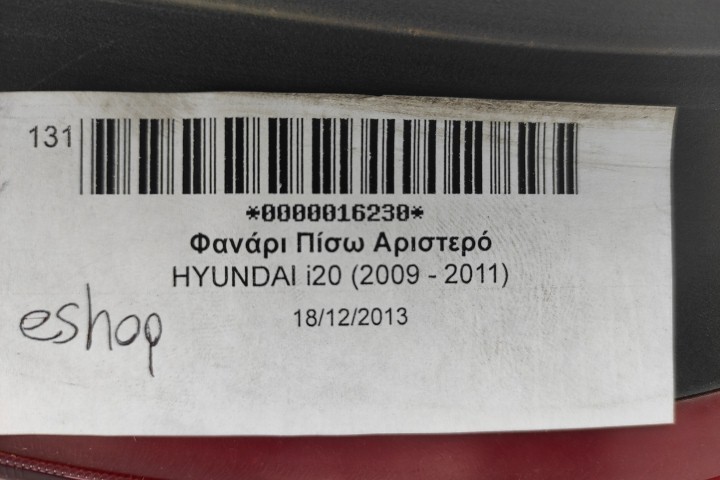 131
*0000016230*
Φανάρι Πίσω Αριστερό
HYUNDAI i20 (2009 - 2011)
18/12/2013
eshop